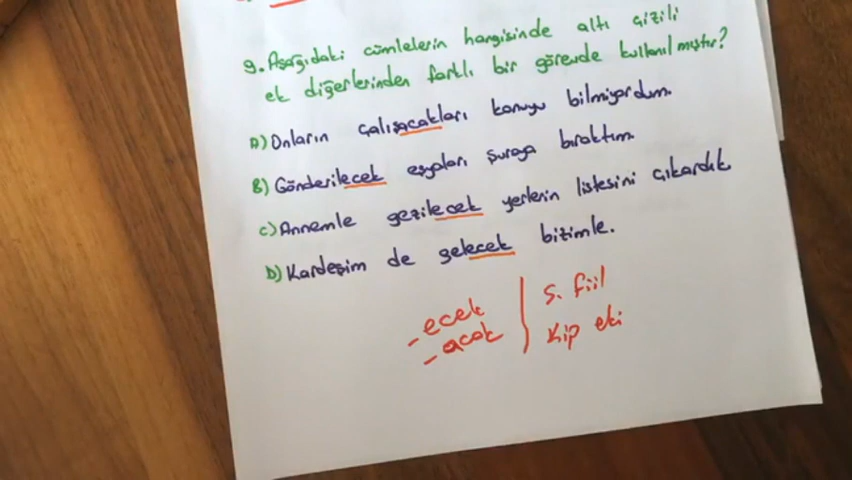 9. Aşağıdaki cümlelerin hangisinde altı çizili
ek diğerlerinden farklı bir görevde kullanılmıştır?
A) Onların çalışacakları konuyu bilmiyordum.
B) Gönderilecek eşyaları şuraya bıraktım.
C) Annemle gezilecek yerlerin listesini çıkardık
D) Kardeşim de gelecek bizimle.
-ecek
-acak
s. fiil
Kip eki